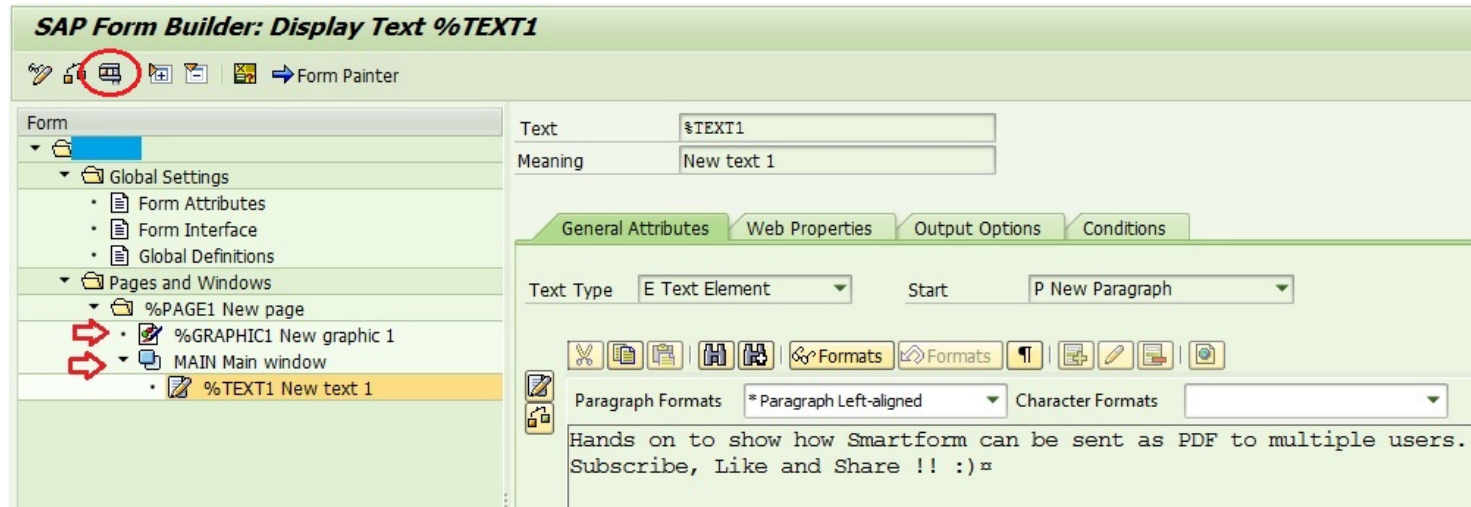 SAP Form Builder: Display Text %TEXT1
Form Painter
Form
Global Settings
Form Attributes
Form Interface
Global Definitions
Pages and Windows
%PAGE1 New page
%GRAPHIC1 New graphic 1
MAIN Main window
%TEXT1 New text 1
Text %TEXT1
Meaning New text 1
General Attributes Web Properties Output Options Conditions
Text Type E Text Element Start P New Paragraph
Formats Formats
Paragraph Formats * Paragraph Left-aligned Character Formats
Hands on to show how Smartform can be sent as PDF to multiple users.
Subscribe, Like and Share !! :)¤